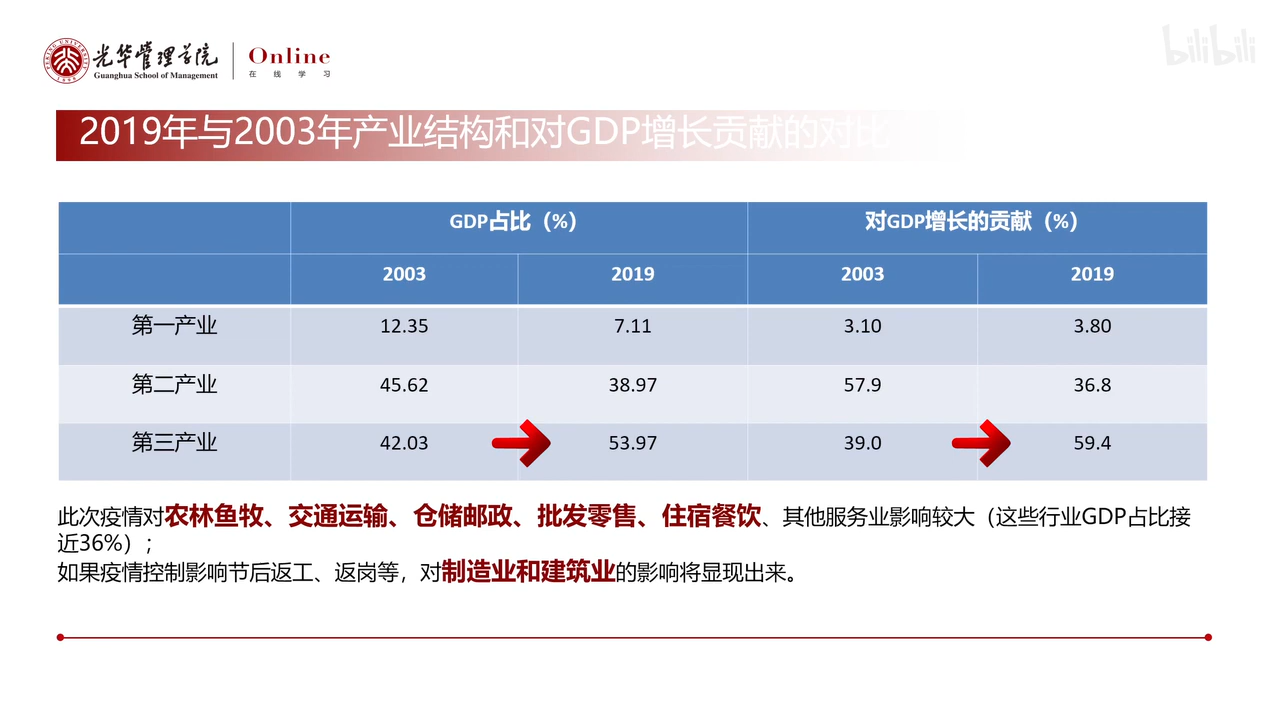 光华管理学院
Guanghua School of Management
Online
在线学习
PEKING UNIVERSITY
1898
bilibili
2019年与2003年产业结构和对GDP增长贡献的对比
GDP占比（%） 对GDP增长的贡献（%）
2003 2019 2003 2019
第一产业 12.35 7.11 3.10 3.80
第二产业 45.62 38.97 57.9 36.8
第三产业 42.03 53.97 39.0 59.4
此次疫情对农林鱼牧、交通运输、仓储邮政、批发零售、住宿餐饮、其他服务业影响较大（这些行业GDP占比接
近36%）；
如果疫情控制影响节后返工、返岗等，对制造业和建筑业的影响将显现出来。